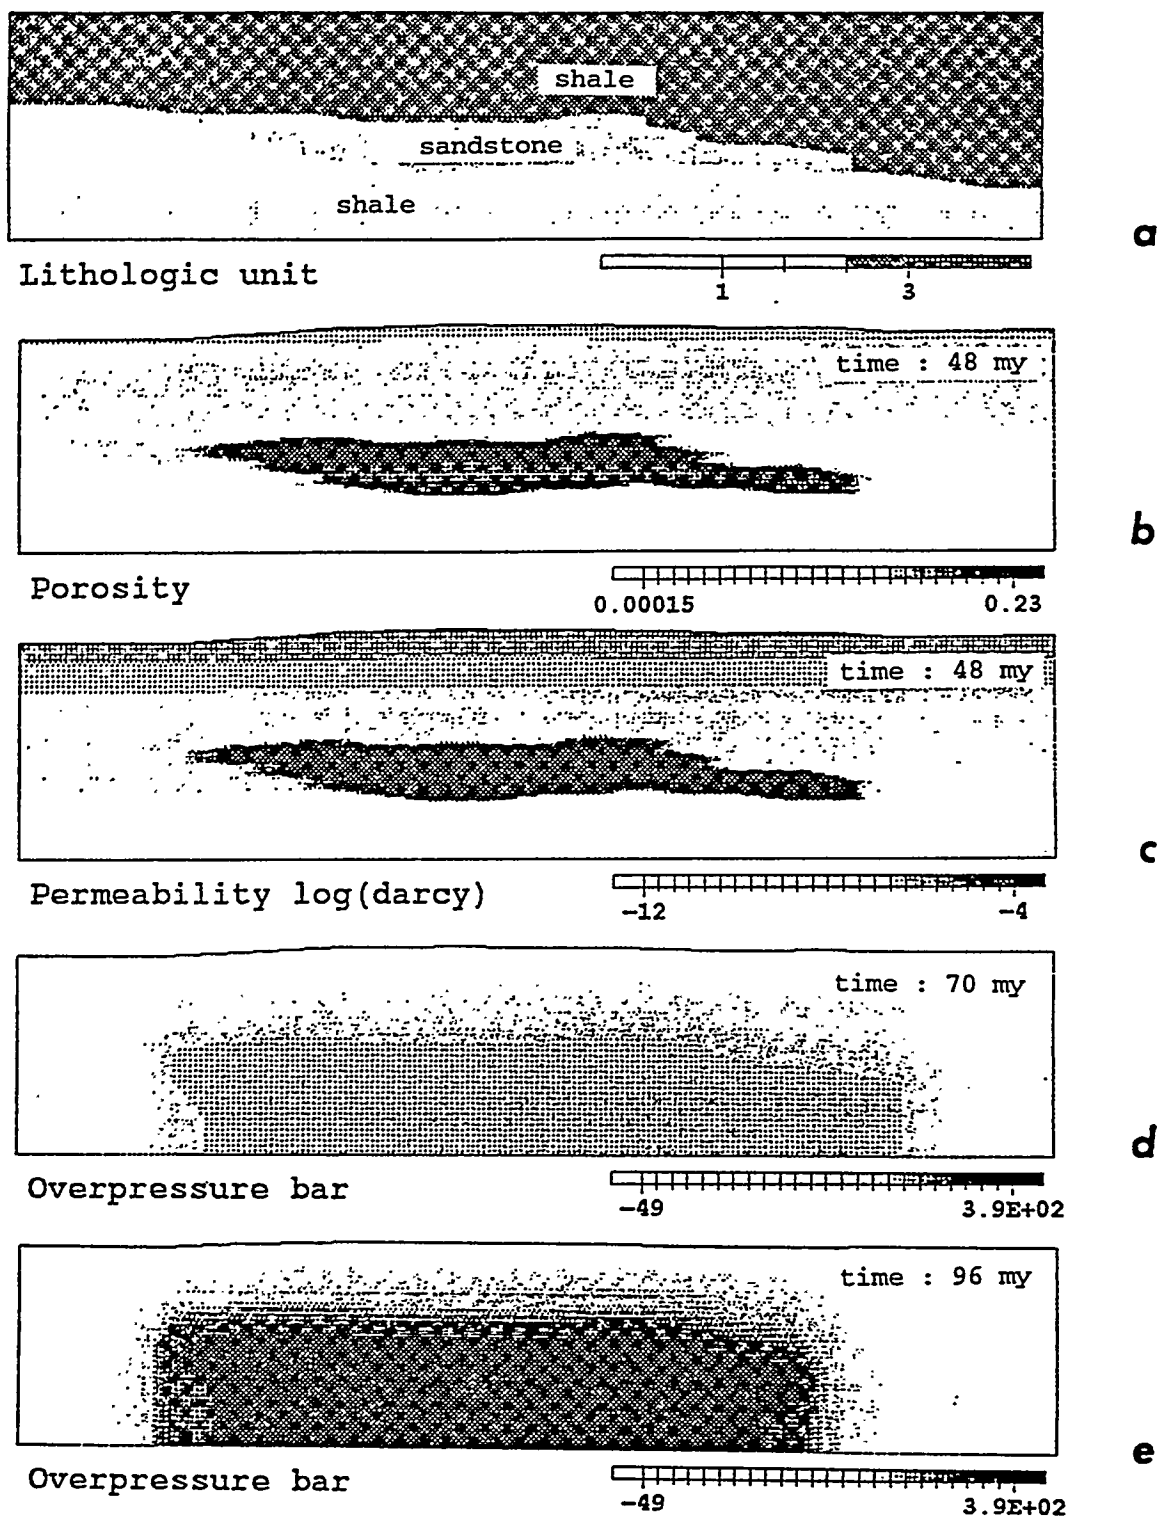 shale
sandstone
shale
a
Lithologic unit
1 3
time : 48 my
b
Porosity
0.00015 0.23
time : 48 my
c
Permeability log(darcy)
-12 -4
time : 70 my
d
Overpressure bar
-49 3.9E+02
time : 96 my
e
Overpressure bar
-49 3.9E+02